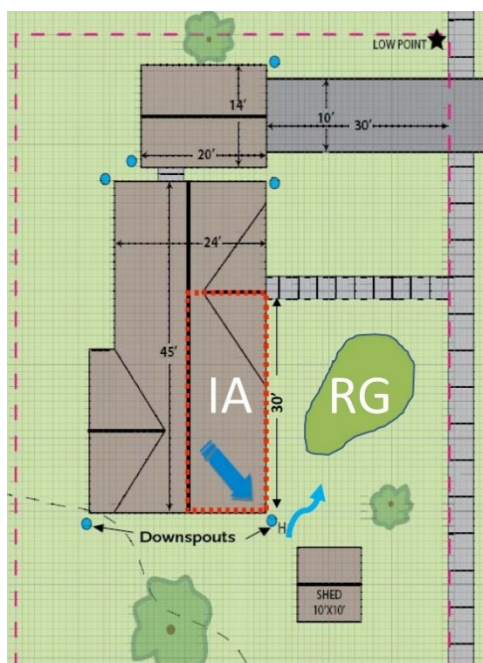 LOW POINT
14'
10'
30'
20'
24'
45'
IA
30'
RG
Downspouts
H
SHED
10'X10'